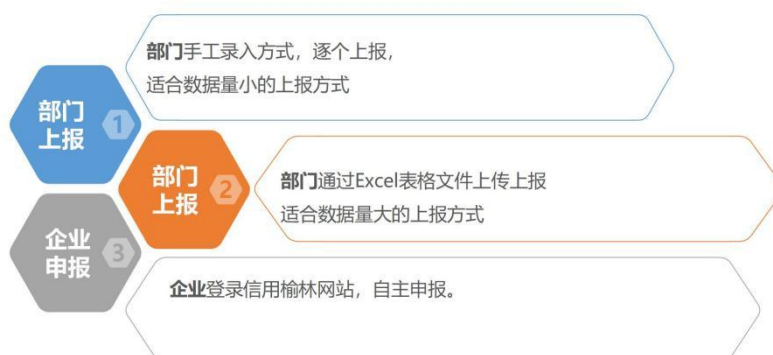 部门
上报
1
部门手工录入方式，逐个上报，
适合数据量小的上报方式
部门
上报
2
部门通过Excel表格文件上传上报
适合数据量大的上报方式
企业
申报
3
企业登录信用榆林网站，自主申报。